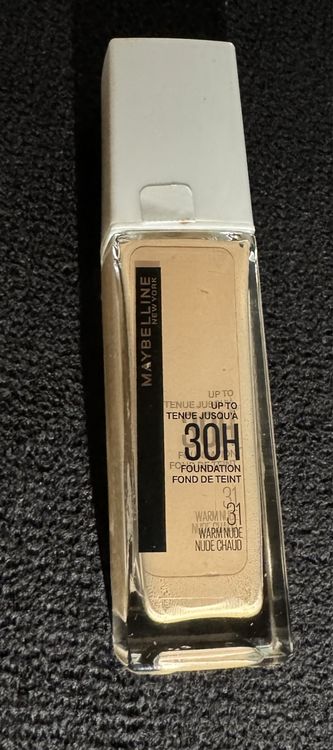 MAYBELLINE
NEW YORK
UP TO
TENUE JUSQU'À
30H
FOUNDATION
FOND DE TEINT
31
WARM NUDE
NUDE CHAUD